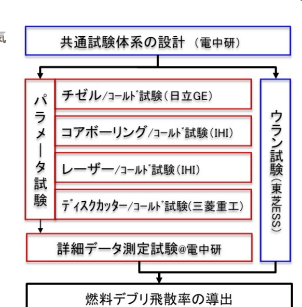 気
共通試験体系の設計 （電中研）
パラメータ試験
チゼル/コールド試験（日立GE）
コアボーリング/コールド試験（IHI）
レーザー/コールド試験（IHI）
ディスクカッター/コールド試験（三菱重工）
ウラン試験（東芝ESS）
詳細データ測定試験@電中研
燃料デブリ飛散率の導出